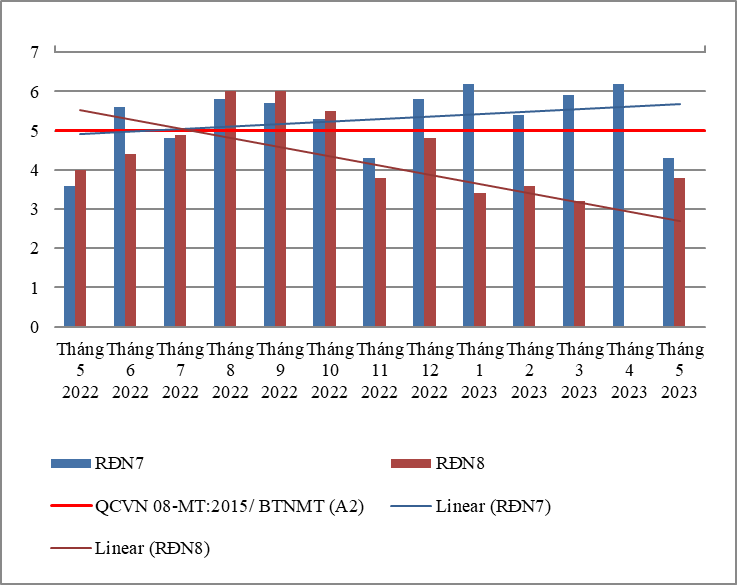 7
6
5
4
3
2
1
0
Tháng Tháng Tháng Tháng Tháng Tháng Tháng Tháng Tháng Tháng Tháng Tháng Tháng
5 6 7 8 9 10 11 12 1 2 3 4 5
2022 2022 2022 2022 2022 2022 2022 2022 2023 2023 2023 2023 2023
RĐN7 RĐN8
QCVN 08-MT:2015/ BTNMT (A2) Linear (RĐN7)
Linear (RĐN8)